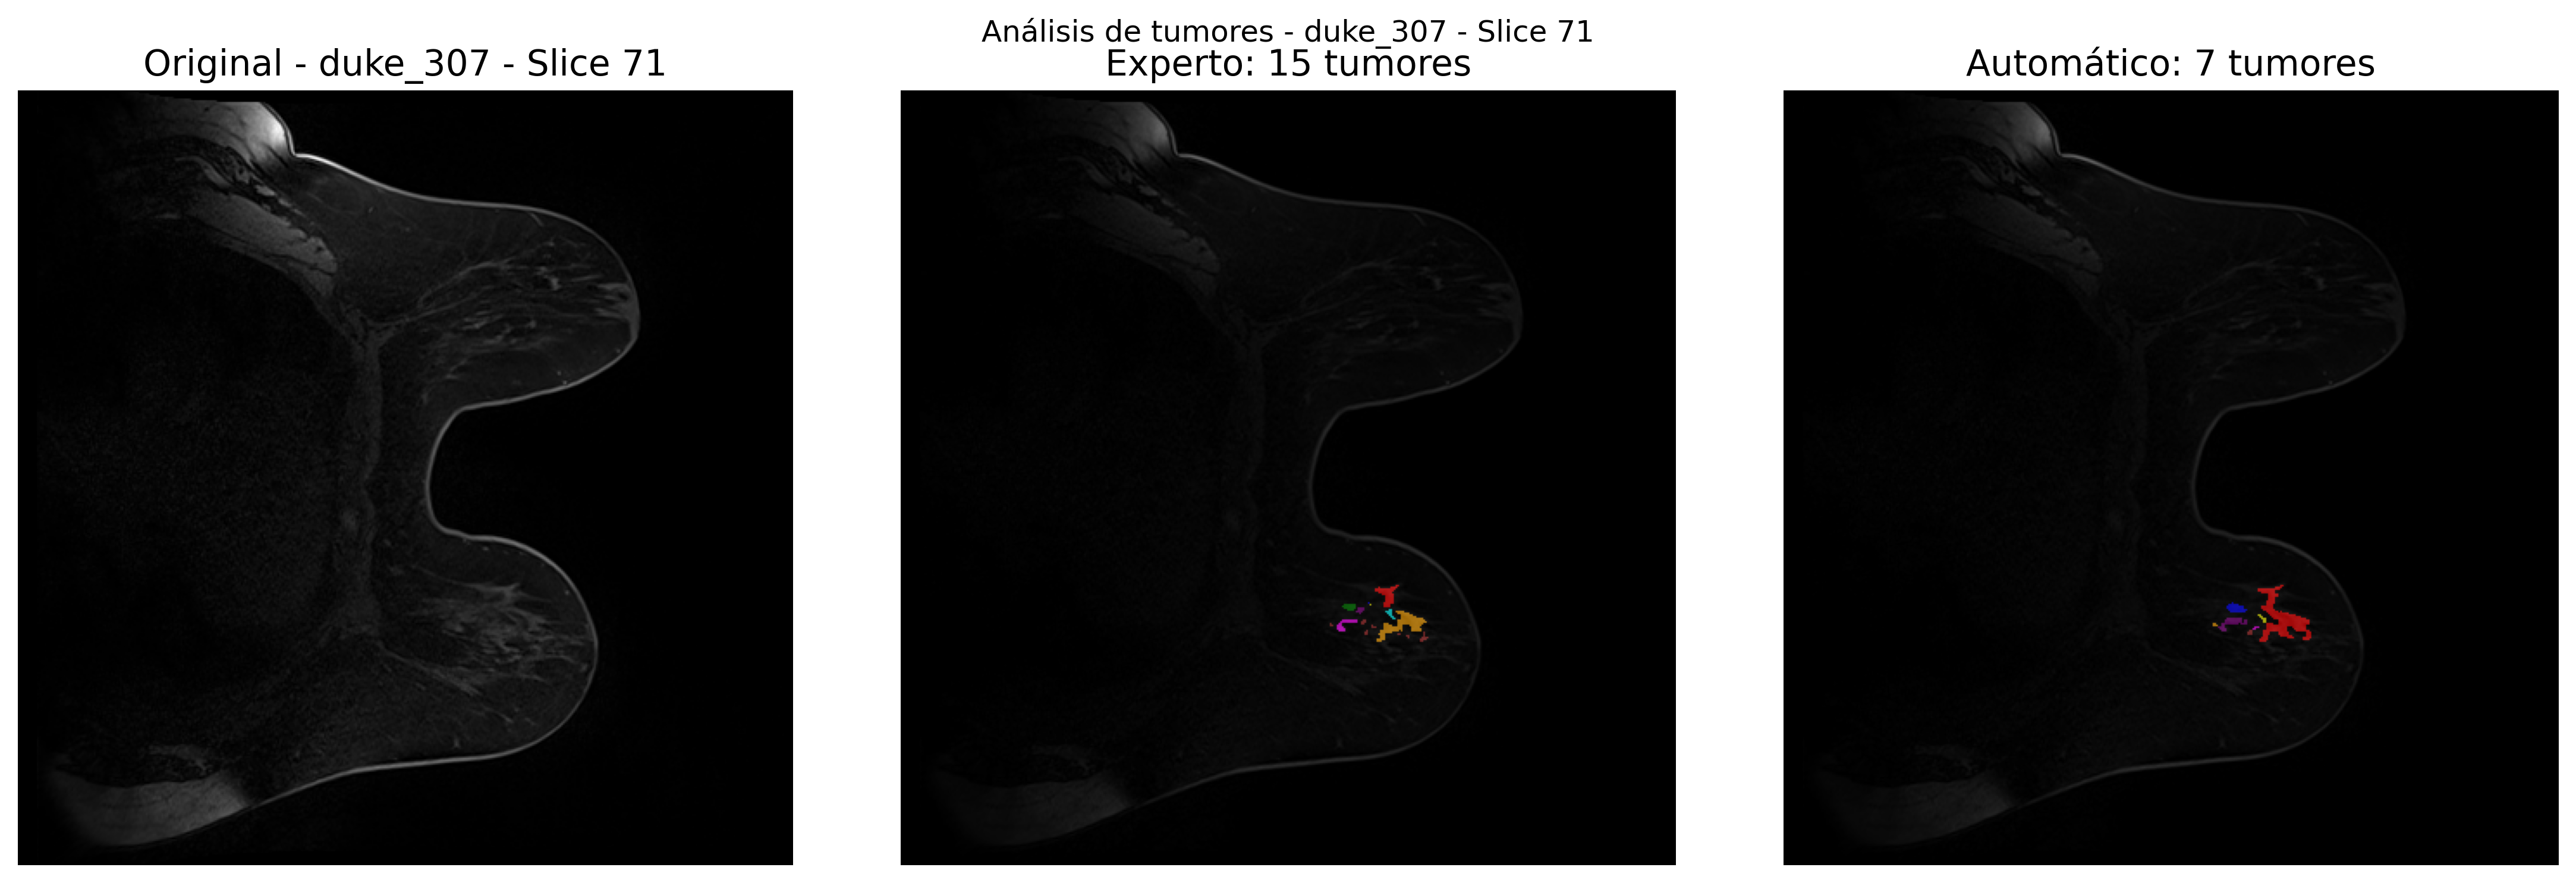 Análisis de tumores - duke_307 - Slice 71
Original - duke_307 - Slice 71
Experto: 15 tumores
Automático: 7 tumores